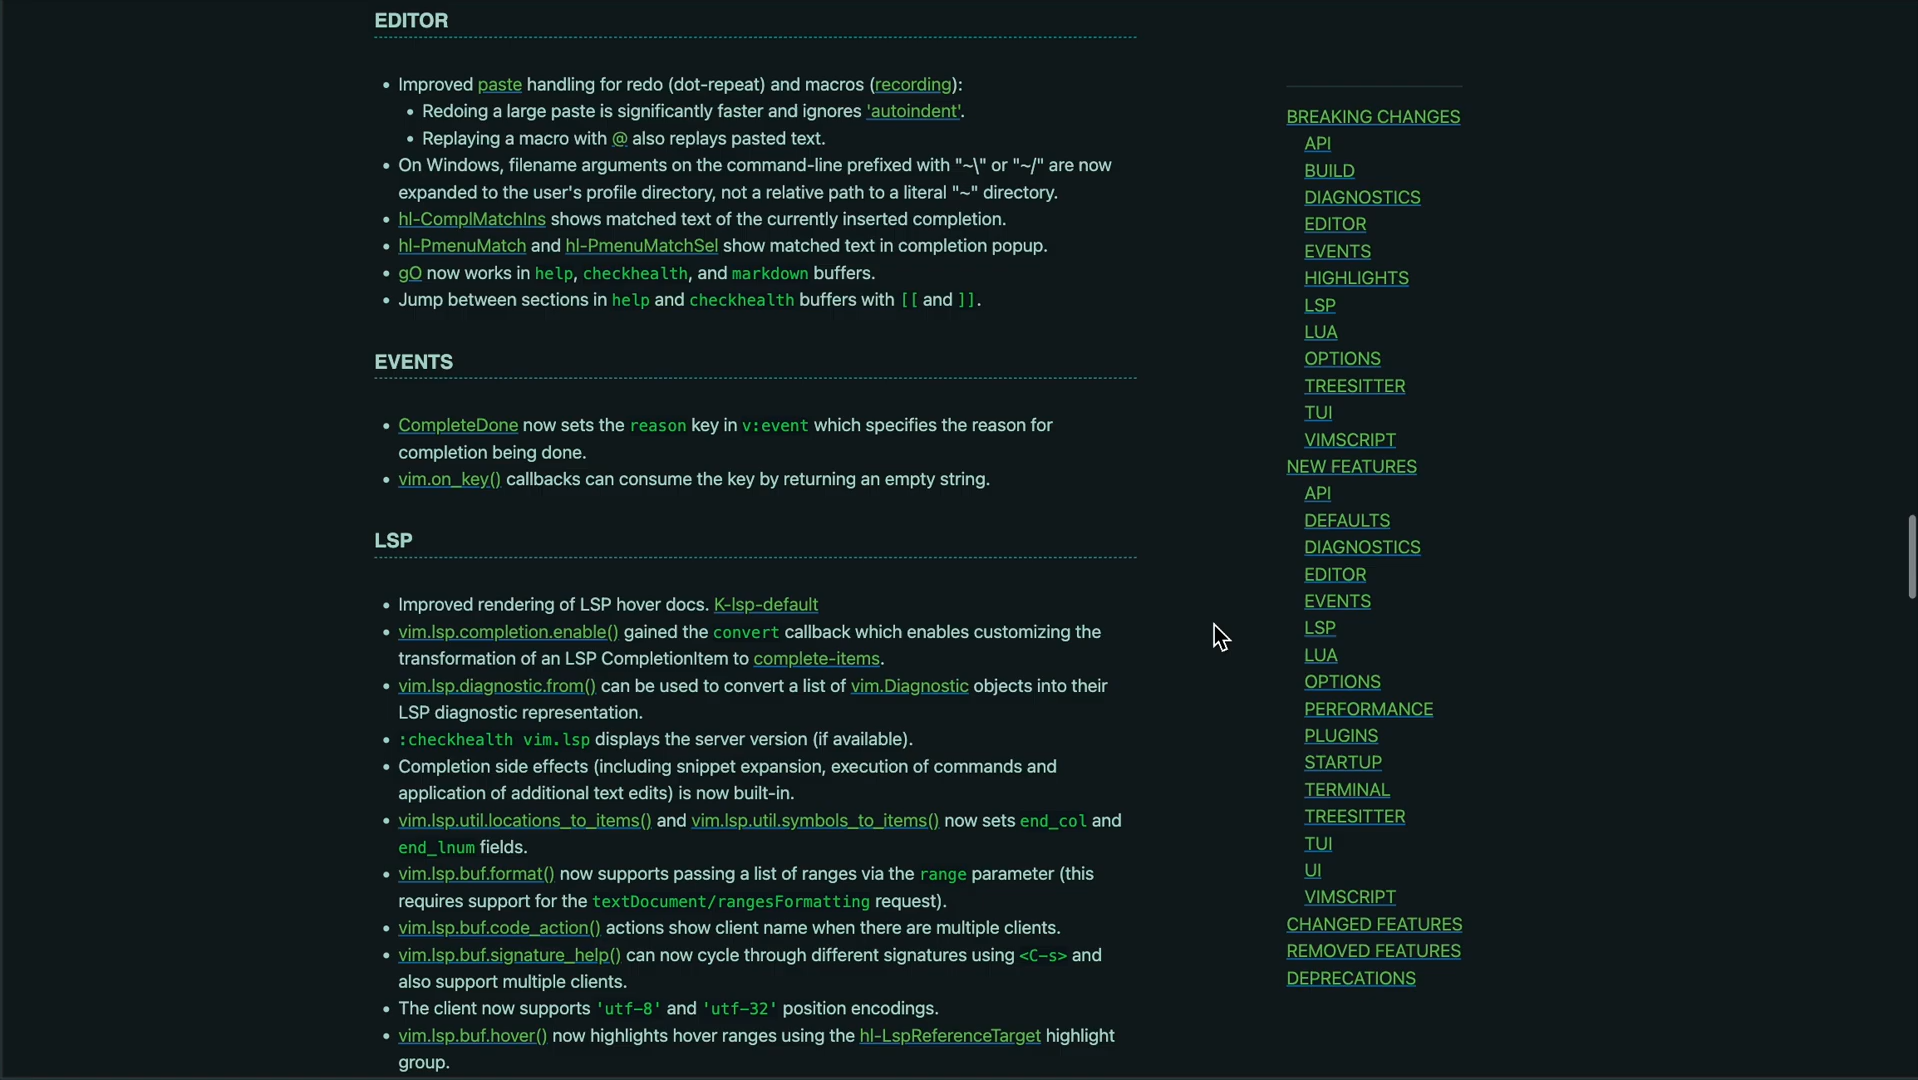 EDITOR
• Improved paste handling for redo (dot-repeat) and macros (recording):
• Redoing a large paste is significantly faster and ignores 'autoindent'.
• Replaying a macro with @ also replays pasted text.
• On Windows, filename arguments on the command-line prefixed with "~\" or "~/" are now
expanded to the user's profile directory, not a relative path to a literal "~" directory.
• hl-ComplMatchIns shows matched text of the currently inserted completion.
• hl-PmenuMatch and hl-PmenuMatchSel show matched text in completion popup.
• gO now works in help, checkhealth, and markdown buffers.
• Jump between sections in help and checkhealth buffers with [[ and ]].
EVENTS
• CompleteDone now sets the reason key in v:event which specifies the reason for
completion being done.
• vim.on_key() callbacks can consume the key by returning an empty string.
LSP
• Improved rendering of LSP hover docs. K-lsp-default
• vim.lsp.completion.enable() gained the convert callback which enables customizing the
transformation of an LSP CompletionItem to complete-items.
• vim.lsp.diagnostic.from() can be used to convert a list of vim.Diagnostic objects into their
LSP diagnostic representation.
• :checkhealth vim.lsp displays the server version (if available).
• Completion side effects (including snippet expansion, execution of commands and
application of additional text edits) is now built-in.
• vim.lsp.util.locations_to_items() and vim.lsp.util.symbols_to_items() now sets end_col and
end_lnum fields.
• vim.lsp.buf.format() now supports passing a list of ranges via the range parameter (this
requires support for the textDocument/rangesFormatting request).
• vim.lsp.buf.code_action() actions show client name when there are multiple clients.
• vim.lsp.buf.signature_help() can now cycle through different signatures using <C-s> and
also support multiple clients.
• The client now supports 'utf-8' and 'utf-32' position encodings.
• vim.lsp.buf.hover() now highlights hover ranges using the hl-LspReferenceTarget highlight
group.
BREAKING CHANGES
API
BUILD
DIAGNOSTICS
EDITOR
EVENTS
HIGHLIGHTS
LSP
LUA
OPTIONS
TREESITTER
TUI
VIMSCRIPT
NEW FEATURES
API
DEFAULTS
DIAGNOSTICS
EDITOR
EVENTS
LSP
LUA
OPTIONS
PERFORMANCE
PLUGINS
STARTUP
TERMINAL
TREESITTER
TUI
UI
VIMSCRIPT
CHANGED FEATURES
REMOVED FEATURES
DEPRECATIONS